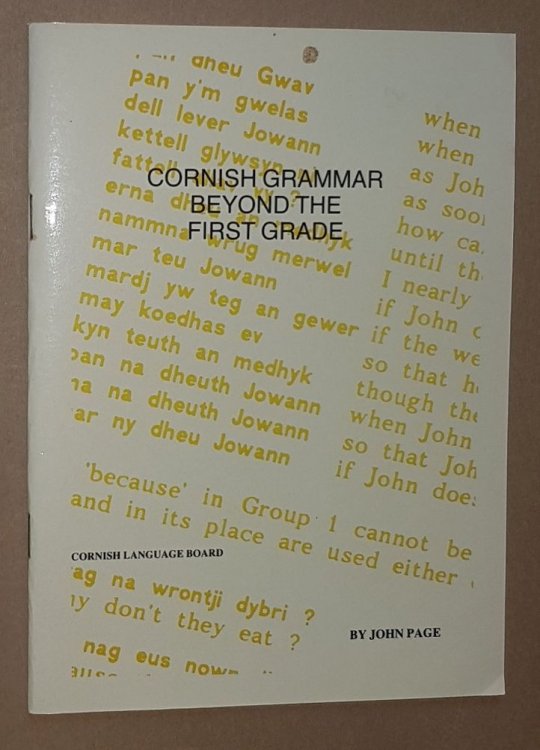 dheu Gwav
pan y'm gwelas
dell lever Jowann
kettell glywsyn
fattell
CORNISH GRAMMAR
BEYOND THE
FIRST GRADE
erna
nammna wrug merwel
mar teu Jowann
mardj yw teg an gewer
may koedhas ev
kyn teuth an medhyk
pan na dheuth Jowann
na na dheuth Jowann
ar ny dheu Jowann
when
when
as Joh
as soon
how ca
until th
I nearly
if John
if the we
so that h
though the
when John
so that Joh
if John does
'because' in Group 1 cannot be
and in its place are used either
CORNISH LANGUAGE BOARD
ag na wrontji dybri ?
y don't they eat ?
BY JOHN PAGE
nag eus